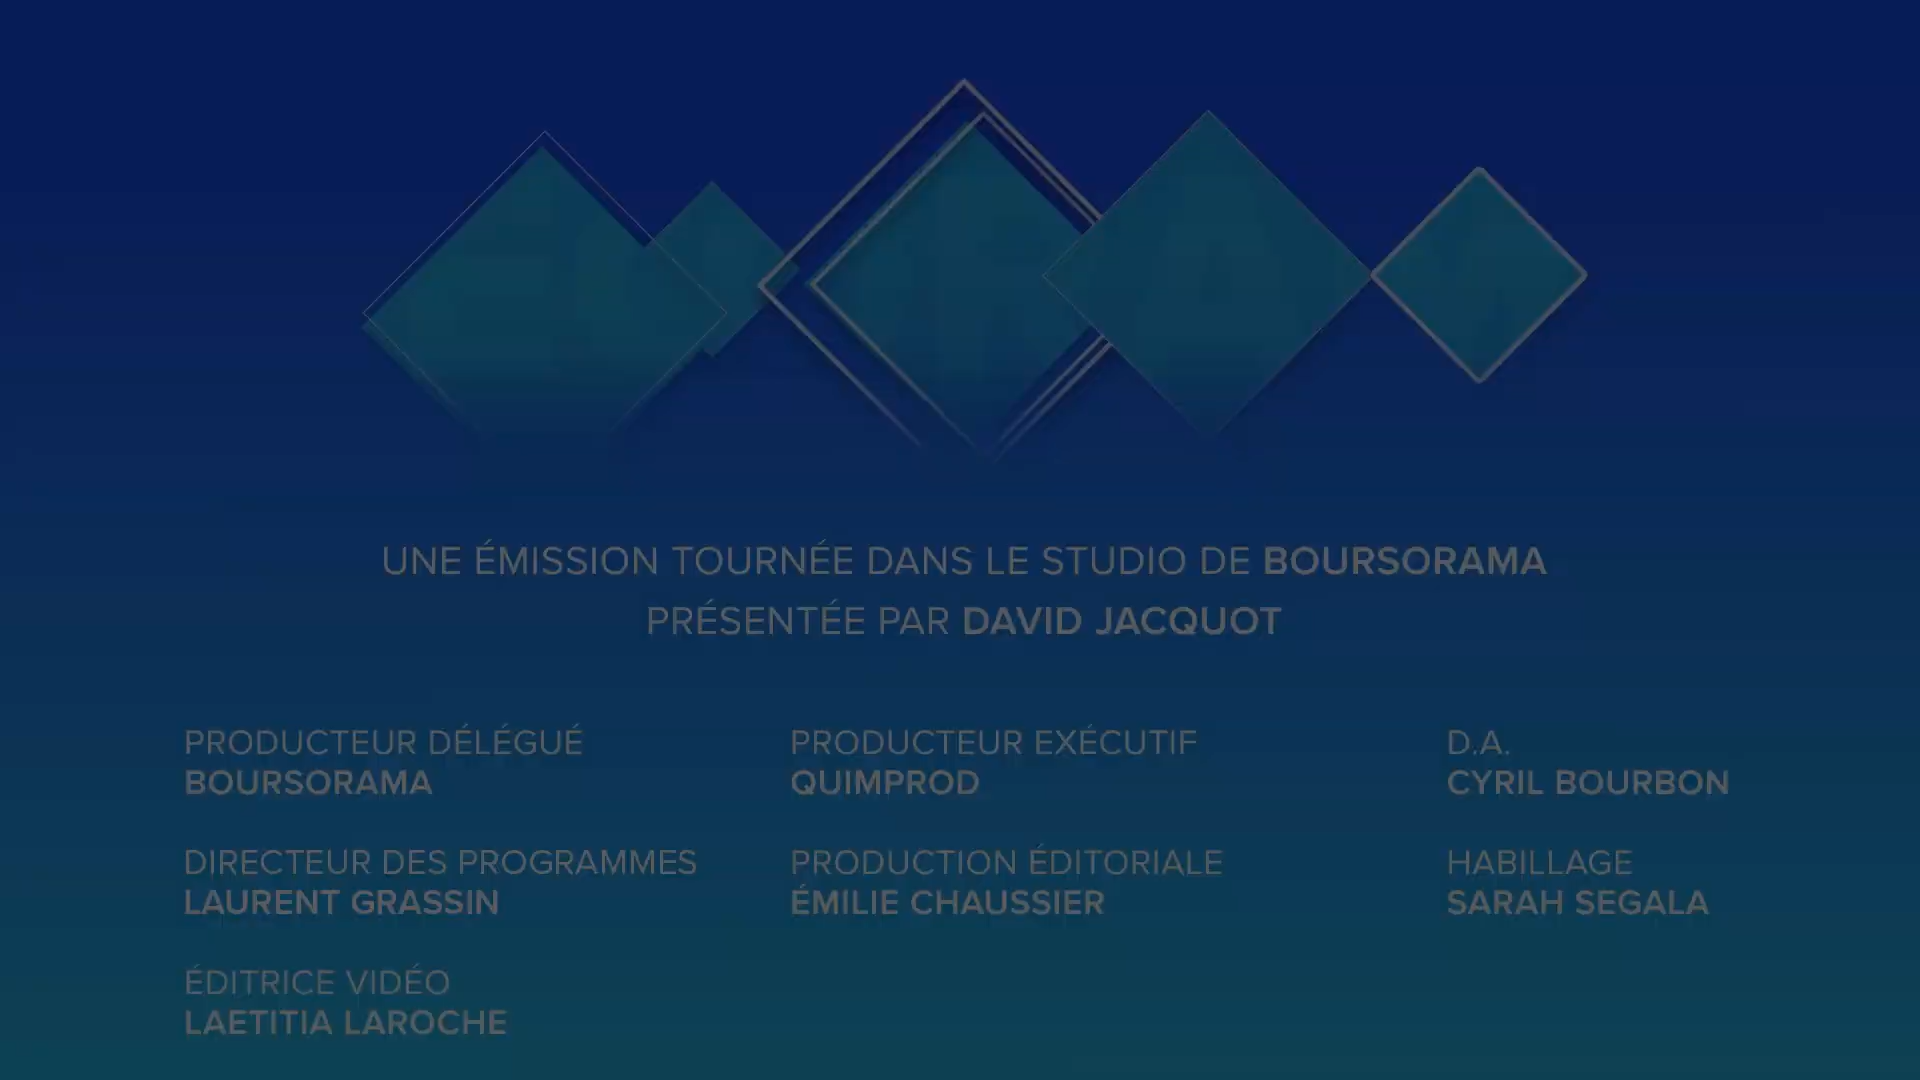 UNE ÉMISSION TOURNÉE DANS LE STUDIO DE BOURSORAMA
PRÉSENTÉE PAR DAVID JACQUOT
PRODUCTEUR DÉLÉGUÉ
BOURSORAMA
PRODUCTEUR EXÉCUTIF
QUIMPROD
D.A.
CYRIL BOURBON
DIRECTEUR DES PROGRAMMES
LAURENT GRASSIN
PRODUCTION ÉDITORIALE
ÉMILIE CHAUSSIER
HABILLAGE
SARAH SEGALA
ÉDITRICE VIDÉO
LAETITIA LAROCHE